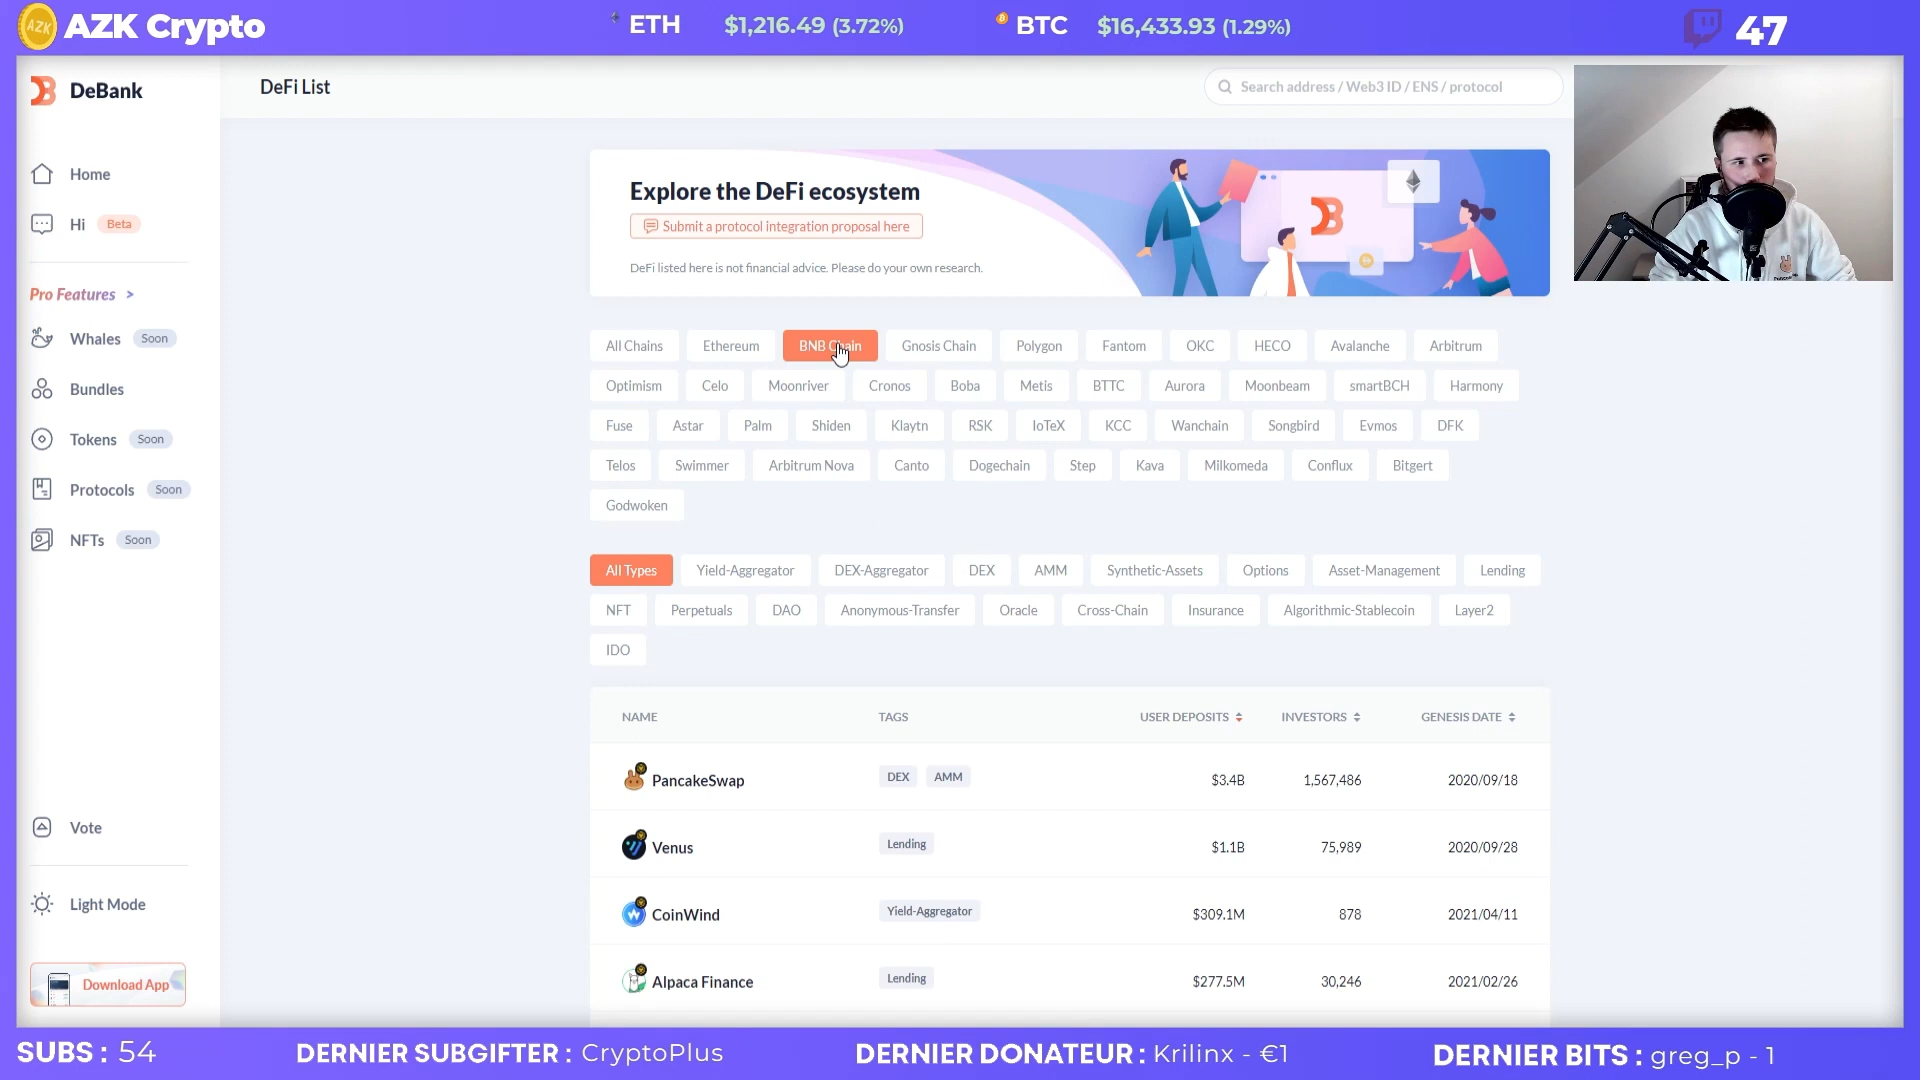 AZK AZK Crypto ETH $1,216.49 (3.72%) BTC $16,433.93 (1.29%) 47
DeBank DeFi List Search address / Web3 ID / ENS / protocol
Home
Hi Beta
Pro Features >
Whales Soon
Bundles
Tokens Soon
Protocols Soon
NFTs Soon
Vote
Light Mode
Download App
Explore the DeFi ecosystem
Submit a protocol integration proposal here
DeFi listed here is not financial advice. Please do your own research.
All Chains Ethereum BNB Chain Gnosis Chain Polygon Fantom OKC HECO Avalanche Arbitrum
Optimism Celo Moonriver Cronos Boba Metis BTTC Aurora Moonbeam smartBCH Harmony
Fuse Astar Palm Shiden Klaytn RSK IoTeX KCC Wanchain Songbird Evmos DFK
Telos Swimmer Arbitrum Nova Canto Dogechain Step Kava Milkomeda Conflux Bitgert
Godwoken
All Types Yield-Aggregator DEX-Aggregator DEX AMM Synthetic-Assets Options Asset-Management Lending
NFT Perpetuals DAO Anonymous-Transfer Oracle Cross-Chain Insurance Algorithmic-Stablecoin Layer2
IDO
NAME TAGS USER DEPOSITS INVESTORS GENESIS DATE
PancakeSwap DEX AMM $3.4B 1,567,486 2020/09/18
Venus Lending $1.1B 75,989 2020/09/28
CoinWind Yield-Aggregator $309.1M 878 2021/04/11
Alpaca Finance Lending $277.5M 30,246 2021/02/26
SUBS : 54 DERNIER SUBGIFTER : CryptoPlus DERNIER DONATEUR : Krilinx - €1 DERNIER BITS : greg_p - 1